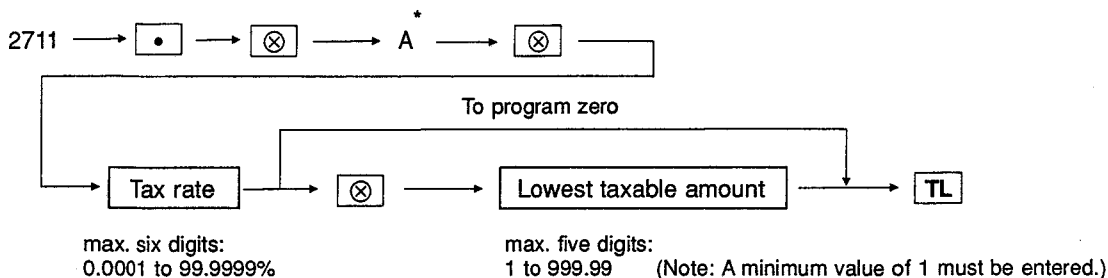 *
2711 • ⊗ A ⊗
To program zero
Tax rate ⊗ Lowest taxable amount TL
max. six digits: max. five digits:
0.0001 to 99.9999% 1 to 999.99 (Note: A minimum value of 1 must be entered.)